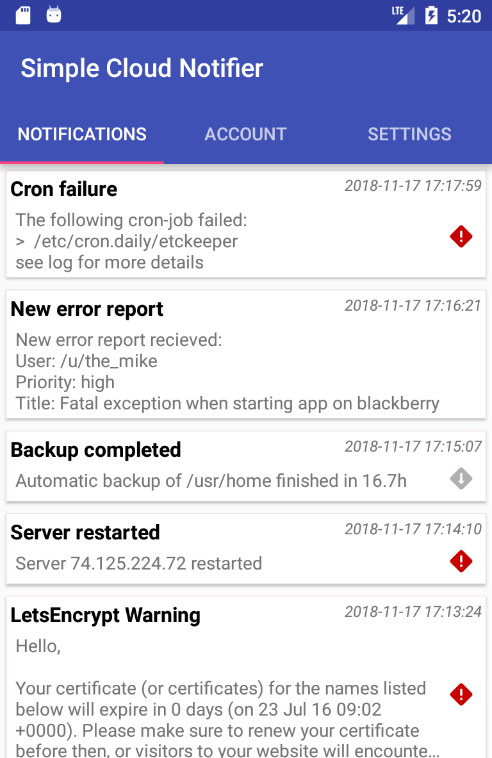 LTE 5:20
Simple Cloud Notifier
NOTIFICATIONS ACCOUNT SETTINGS
Cron failure 2018-11-17 17:17:59
The following cron-job failed:
> /etc/cron.daily/etckeeper
see log for more details
New error report 2018-11-17 17:16:21
New error report recieved:
User: /u/the_mike
Priority: high
Title: Fatal exception when starting app on blackberry
Backup completed 2018-11-17 17:15:07
Automatic backup of /usr/home finished in 16.7h
Server restarted 2018-11-17 17:14:10
Server 74.125.224.72 restarted
LetsEncrypt Warning 2018-11-17 17:13:24
Hello,
Your certificate (or certificates) for the names listed
below will expire in 0 days (on 23 Jul 16 09:02
+0000). Please make sure to renew your certificate
before then, or visitors to your website will encounte...